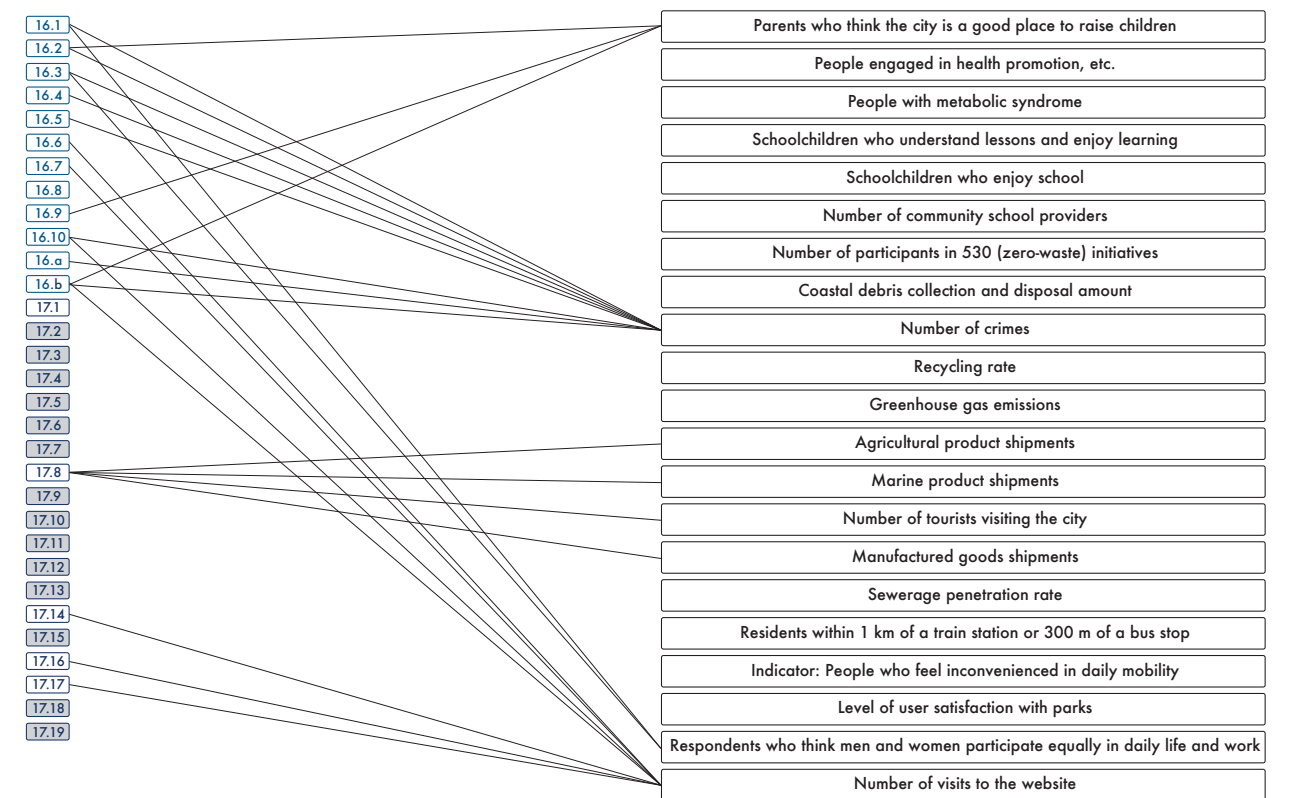 16.1
16.2
16.3
16.4
16.5
16.6
16.7
16.8
16.9
16.10
16.a
16.b
17.1
17.2
17.3
17.4
17.5
17.6
17.7
17.8
17.9
17.10
17.11
17.12
17.13
17.14
17.15
17.16
17.17
17.18
17.19
Parents who think the city is a good place to raise children
People engaged in health promotion, etc.
People with metabolic syndrome
Schoolchildren who understand lessons and enjoy learning
Schoolchildren who enjoy school
Number of community school providers
Number of participants in 530 (zero-waste) initiatives
Coastal debris collection and disposal amount
Number of crimes
Recycling rate
Greenhouse gas emissions
Agricultural product shipments
Marine product shipments
Number of tourists visiting the city
Manufactured goods shipments
Sewerage penetration rate
Residents within 1 km of a train station or 300 m of a bus stop
Indicator: People who feel inconvenienced in daily mobility
Level of user satisfaction with parks
Respondents who think men and women participate equally in daily life and work
Number of visits to the website